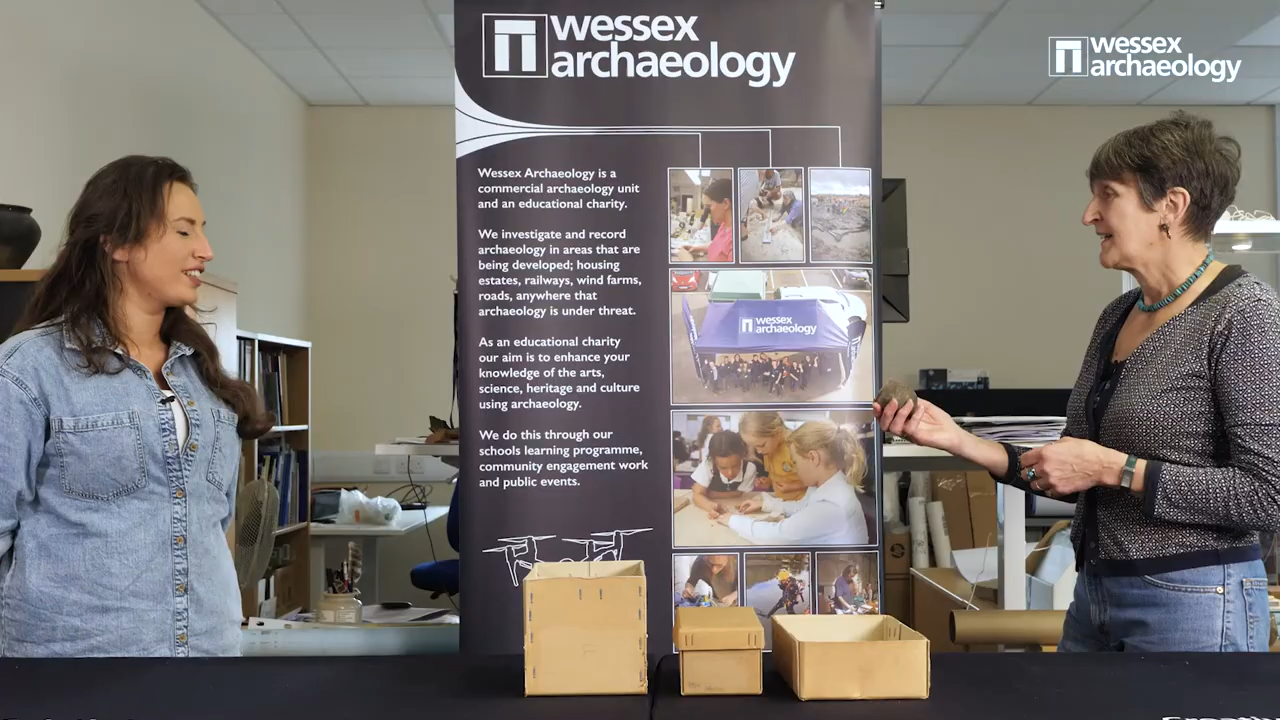 wessex
archaeology
wessex
archaeology
Wessex Archaeology is a
commercial archaeology unit
and an educational charity.
We investigate and record
archaeology in areas that are
being developed; housing
estates, railways, wind farms,
roads, anywhere that
archaeology is under threat.
As an educational charity
our aim is to enhance your
knowledge of the arts,
science, heritage and culture
using archaeology.
We do this through our
schools learning programme,
community engagement work
and public events.
wessex
archaeology